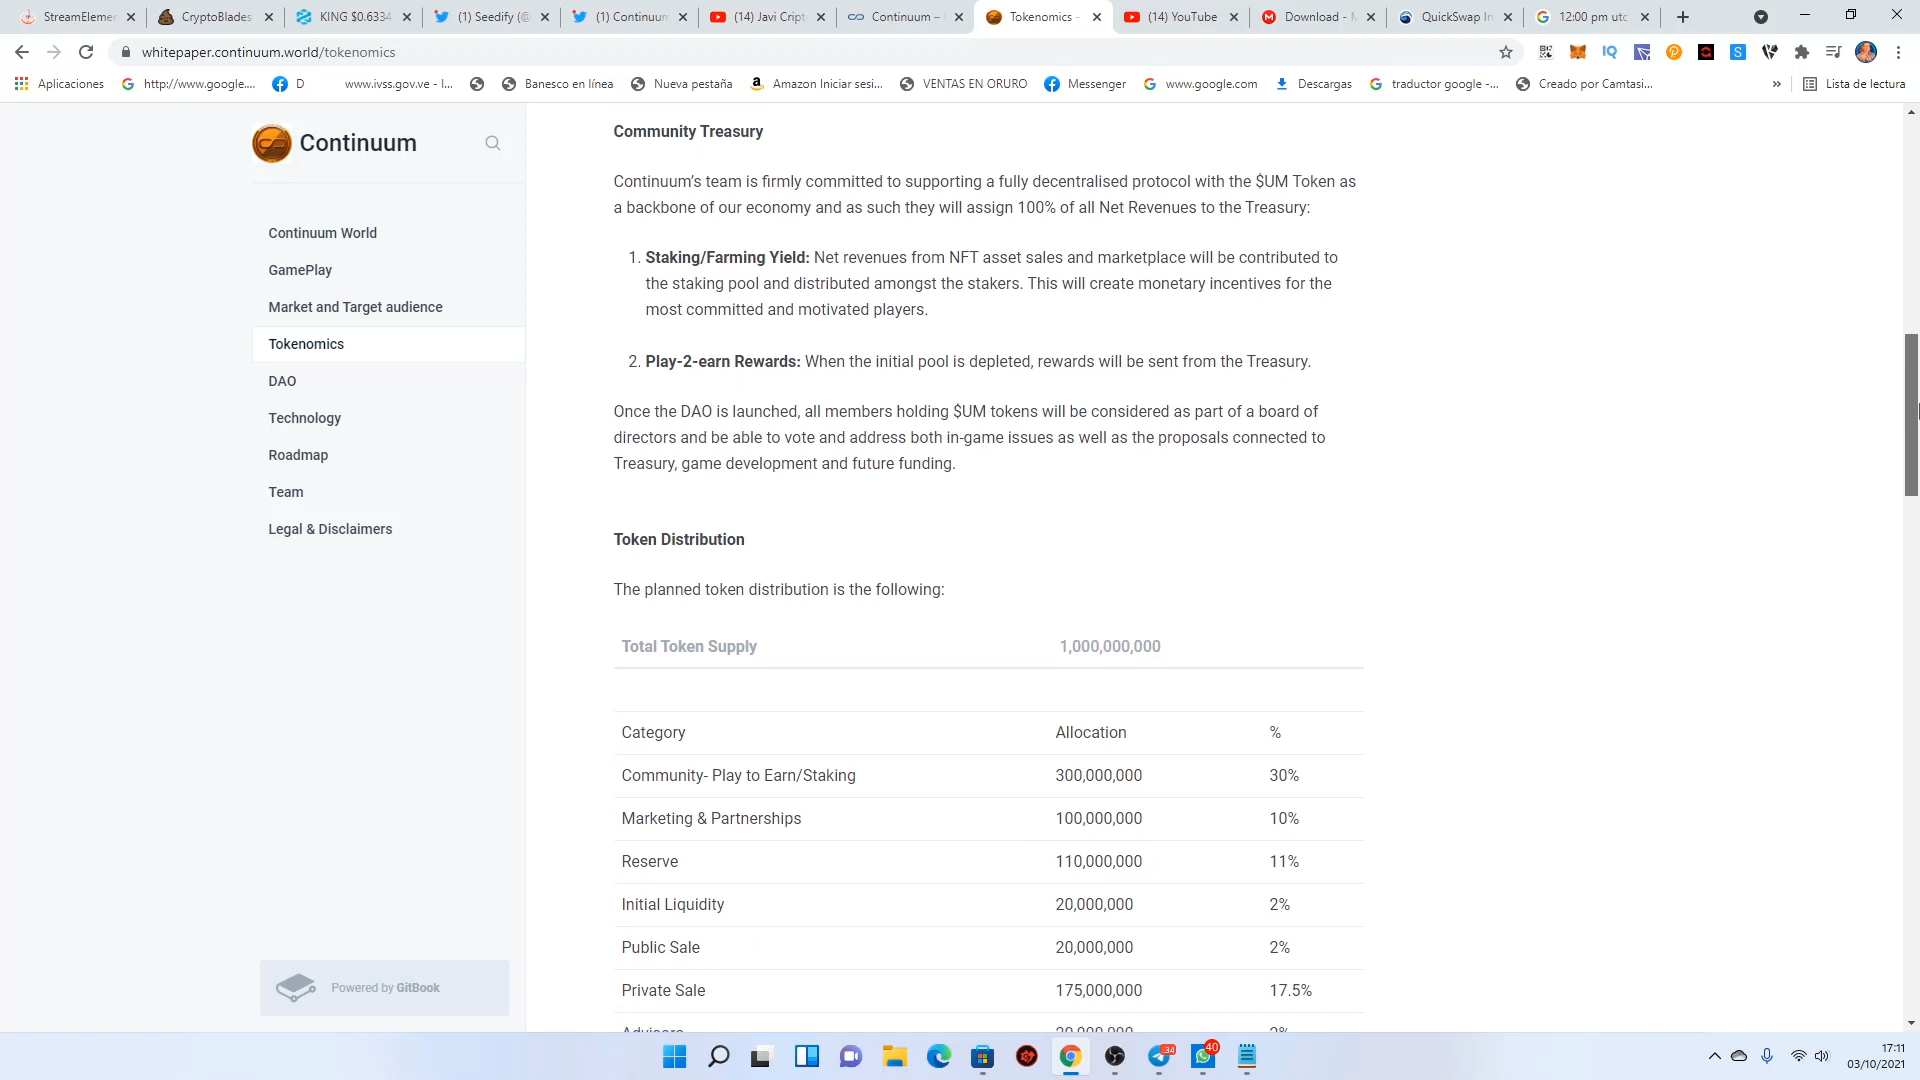 StreamElemer
CryptoBlades
KING $0.6334
(1) Seedify (@
(1) Continuum
(14) Javi Cript
Continuum –
Tokenomics -
(14) YouTube
Download - M
QuickSwap In
12:00 pm utc
whitepaper.continuum.world/tokenomics
Aplicaciones
http://www.google....
D
www.ivss.gov.ve - I...
Banesco en línea
Nueva pestaña
Amazon Iniciar sesi...
VENTAS EN ORURO
Messenger
www.google.com
Descargas
traductor google -...
Creado por Camtasi...
»
Lista de lectura
Continuum
Continuum World
GamePlay
Market and Target audience
Tokenomics
DAO
Technology
Roadmap
Team
Legal & Disclaimers
Powered by GitBook
Community Treasury
Continuum’s team is firmly committed to supporting a fully decentralised protocol with the $UM Token as
a backbone of our economy and as such they will assign 100% of all Net Revenues to the Treasury:
1. Staking/Farming Yield: Net revenues from NFT asset sales and marketplace will be contributed to
the staking pool and distributed amongst the stakers. This will create monetary incentives for the
most committed and motivated players.
2. Play-2-earn Rewards: When the initial pool is depleted, rewards will be sent from the Treasury.
Once the DAO is launched, all members holding $UM tokens will be considered as part of a board of
directors and be able to vote and address both in-game issues as well as the proposals connected to
Treasury, game development and future funding.
Token Distribution
The planned token distribution is the following:
Total Token Supply 1,000,000,000
Category Allocation %
Community- Play to Earn/Staking 300,000,000 30%
Marketing & Partnerships 100,000,000 10%
Reserve 110,000,000 11%
Initial Liquidity 20,000,000 2%
Public Sale 20,000,000 2%
Private Sale 175,000,000 17.5%
34
40
17:11
03/10/2021